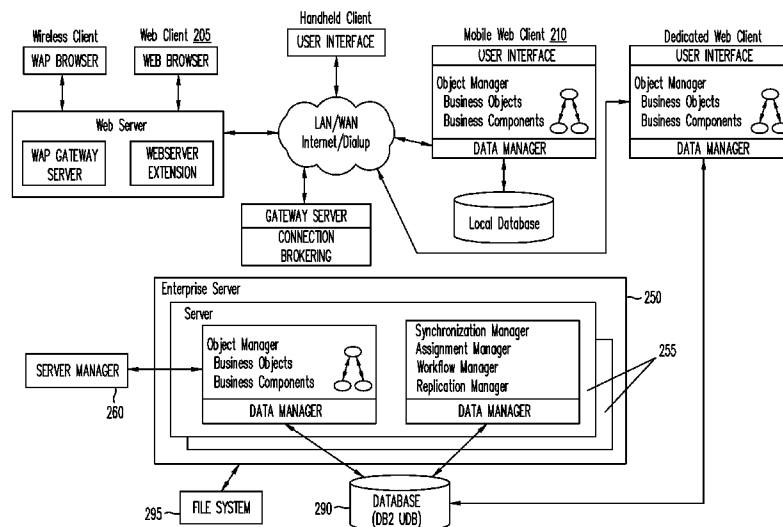 Wireless Client
WAP BROWSER
Web Client 205
WEB BROWSER
Handheld Client
USER INTERFACE
Mobile Web Client 210
USER INTERFACE
Object Manager
Business Objects
Business Components
DATA MANAGER
Dedicated Web Client
USER INTERFACE
Object Manager
Business Objects
Business Components
DATA MANAGER
Web Server
WAP GATEWAY
SERVER
WEBSERVER
EXTENSION
LAN/WAN
Internet/Dialup
GATEWAY SERVER
CONNECTION
BROKERING
Local Database
Enterprise Server
250
Server
Object Manager
Business Objects
Business Components
DATA MANAGER
Synchronization Manager
Assignment Manager
Workflow Manager
Replication Manager
DATA MANAGER
255
SERVER MANAGER
260
FILE SYSTEM
295
290
DATABASE
(DB2 UDB)